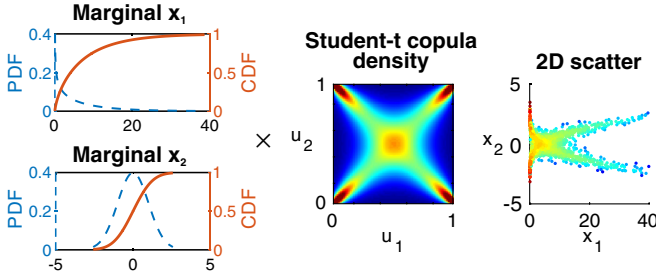 Marginal x1
PDF
0.4
0.2
0
CDF
1
0.5
0
0
20
40
Marginal x2
PDF
0.4
0.2
0
CDF
1
0.5
0
-5
0
5
×
Student-t copula
density
u2
1
0
0
1
u1
2D scatter
x2
5
0
-5
0
20
40
x1